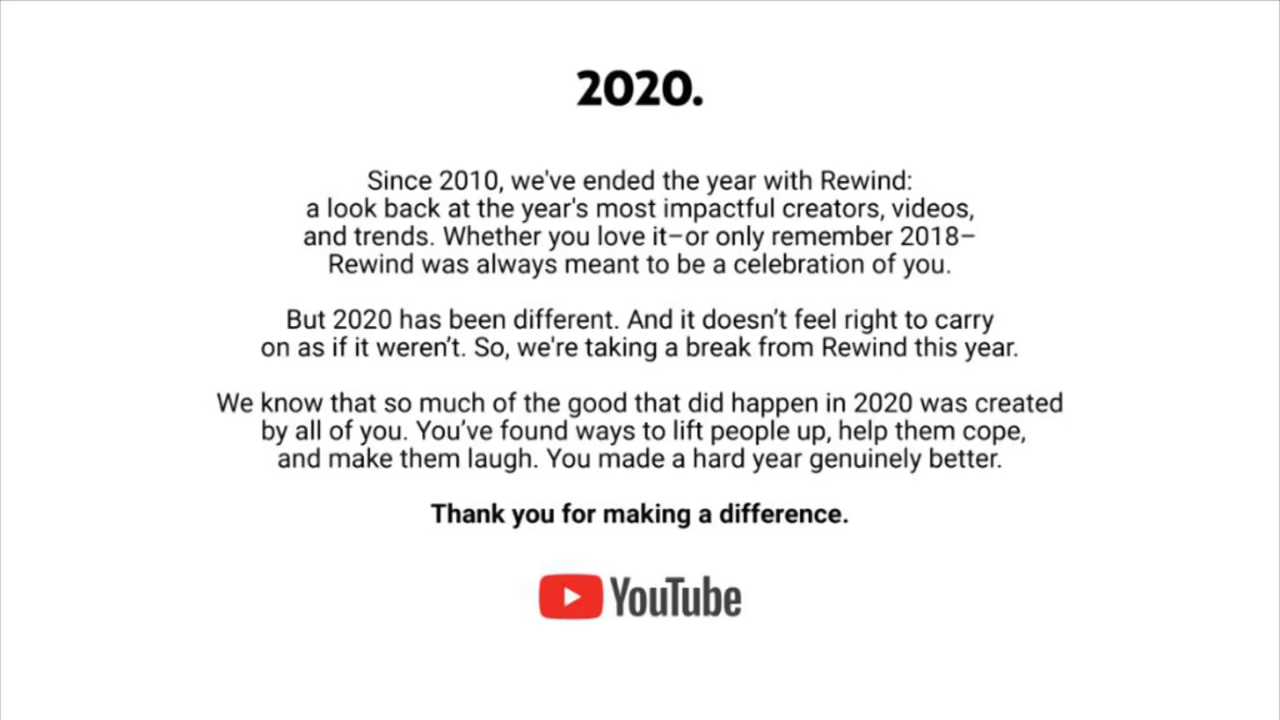 2020.
Since 2010, we've ended the year with Rewind:
a look back at the year's most impactful creators, videos,
and trends. Whether you love it–or only remember 2018–
Rewind was always meant to be a celebration of you.
But 2020 has been different. And it doesn’t feel right to carry
on as if it weren’t. So, we're taking a break from Rewind this year.
We know that so much of the good that did happen in 2020 was created
by all of you. You’ve found ways to lift people up, help them cope,
and make them laugh. You made a hard year genuinely better.
Thank you for making a difference.
YouTube